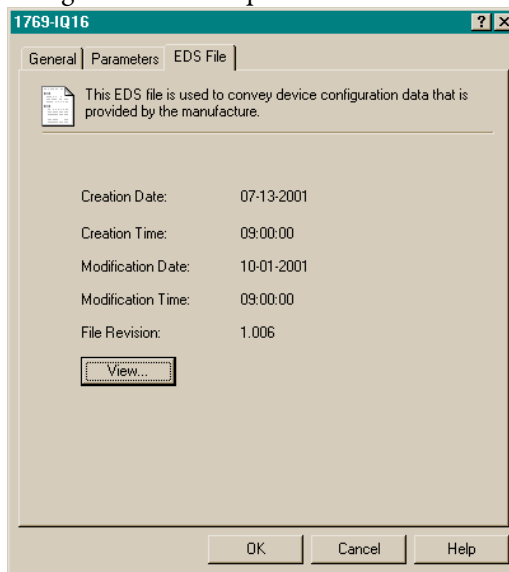 1769-IQ16
General Parameters EDS File
This EDS file is used to convey device configuration data that is
provided by the manufacture.
Creation Date: 07-13-2001
Creation Time: 09:00:00
Modification Date: 10-01-2001
Modification Time: 09:00:00
File Revision: 1.006
View...
OK Cancel Help